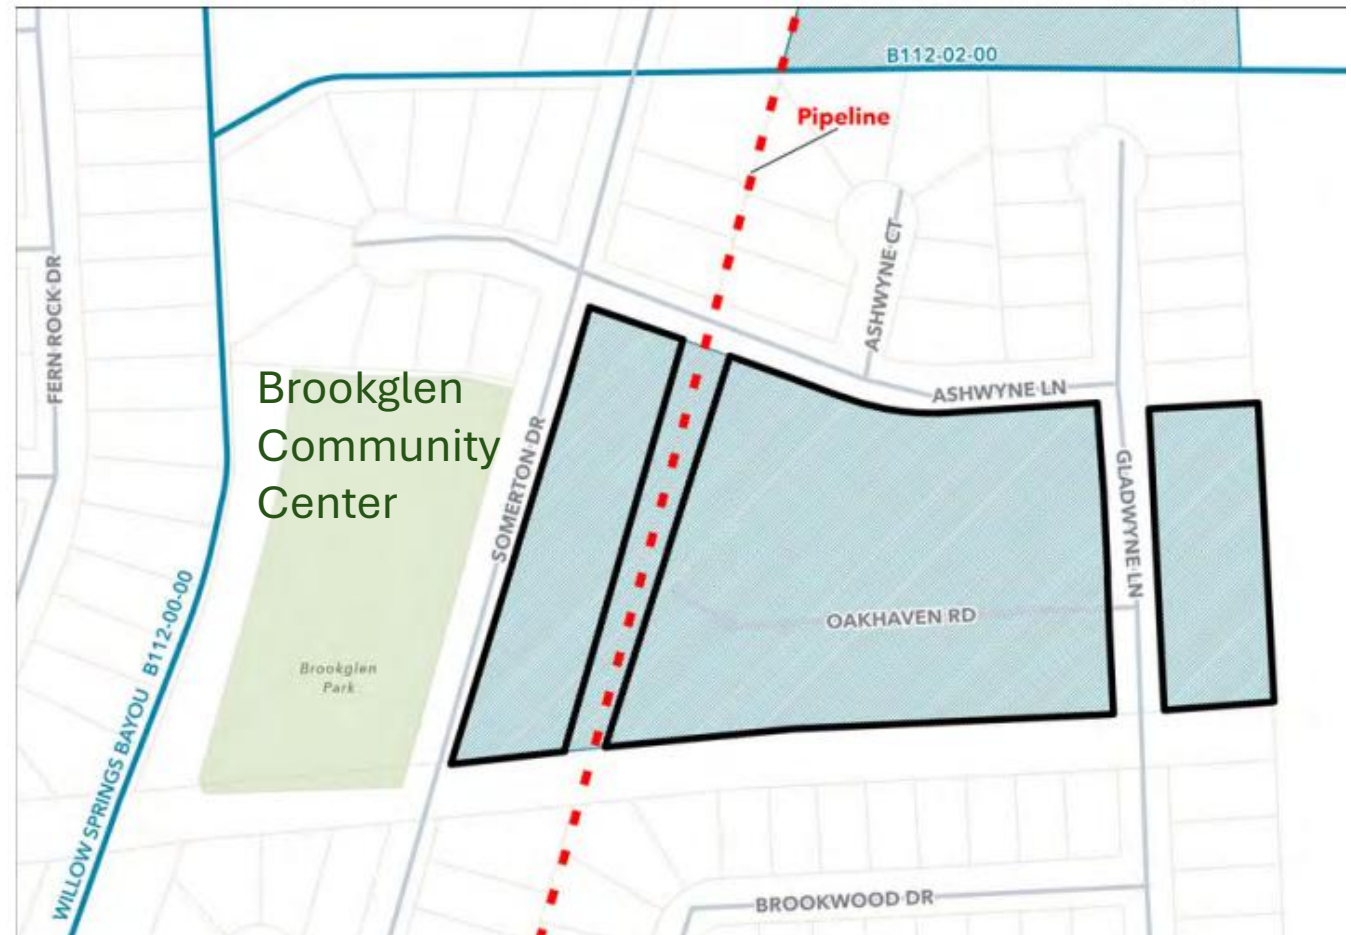 B112-02-00
Pipeline
ASHWYNE CT
FERN ROCK DR
Brookglen
Community
Center
ASHWYNE LN
SOMERTON DR
GLADWYNE LN
OAKHAVEN RD
Brookglen
Park
WILLOW SPRINGS BAYOU B112-00-00
BROOKWOOD DR